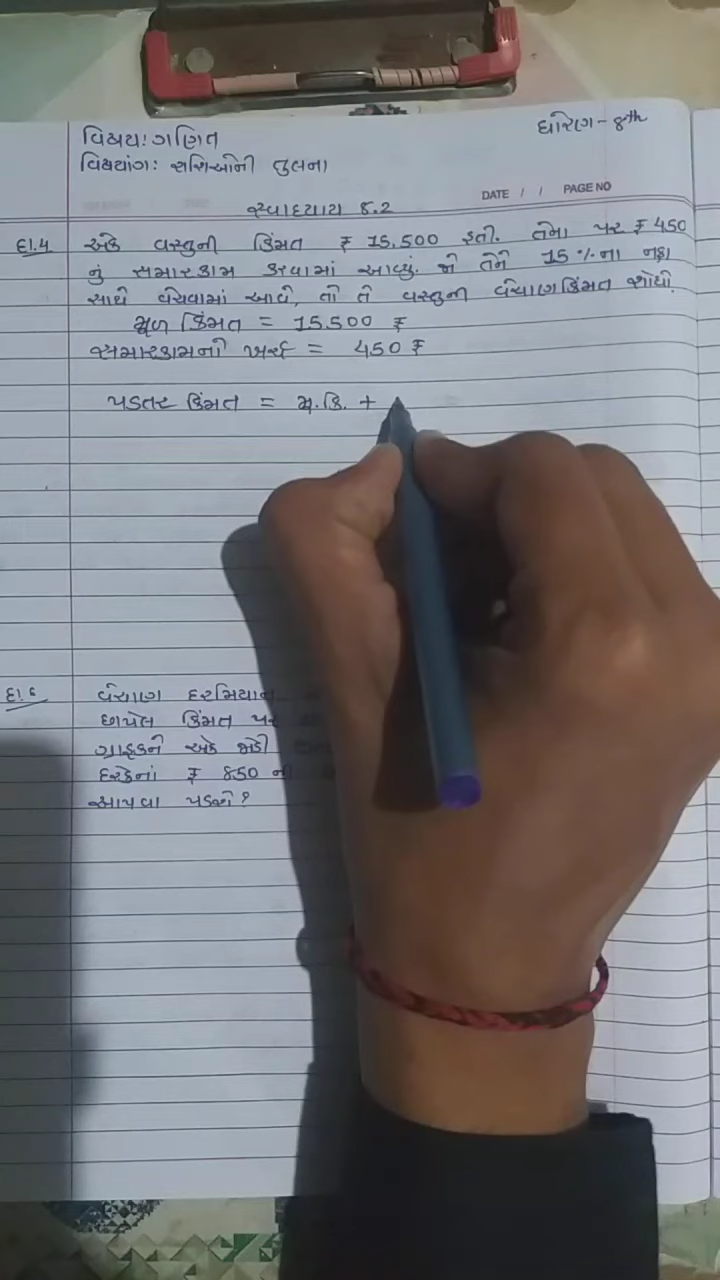 વિષય: ગણિત
ધોરણ - 8th
વિષયાંગ: રાશિઓની તુલના
DATE / / PAGE NO
સ્વાધ્યાય 8.2
દા.4 એક વસ્તુની કિંમત ₹ 15,500 હતી. તેના પર ₹ 450
નું સમારકામ કરવામાં આવ્યું. જો તેને 15 % ના નફા
સાથે વેચવામાં આવે, તો તે વસ્તુની વેચાણકિંમત શોધો.
મૂળ કિંમત = 15,500 ₹
સમારકામનો ખર્ચ = 450 ₹
પડતર કિંમત = મૂ.કિ. +
દા.6 વેચાણ દરમિયાન
છાપેલ કિંમત પર
ગ્રાહકને એક જોડી
દરેકનાં ₹ 850 ની
આપવા પડશે?